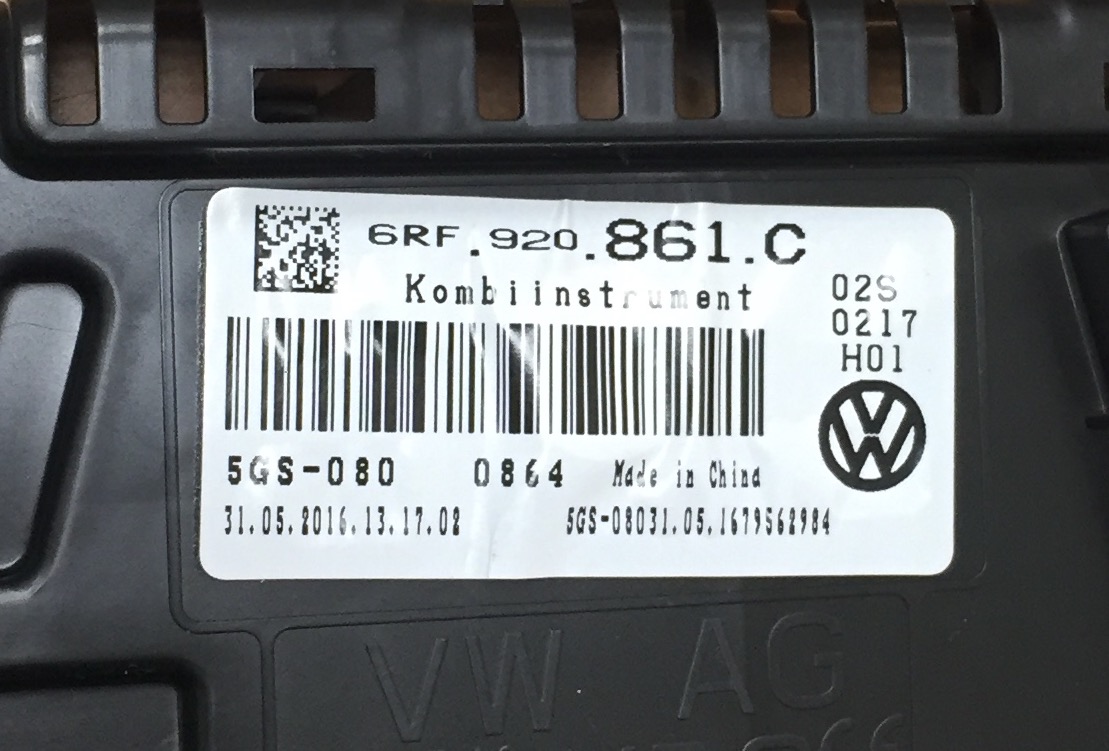 6RF.920.861.C
Kombiinstrument
02S
0217
H01
5GS-080 0864 Made in China
31.05.2016.13.17.02 5GS-08031.05.1679562984
VW AG